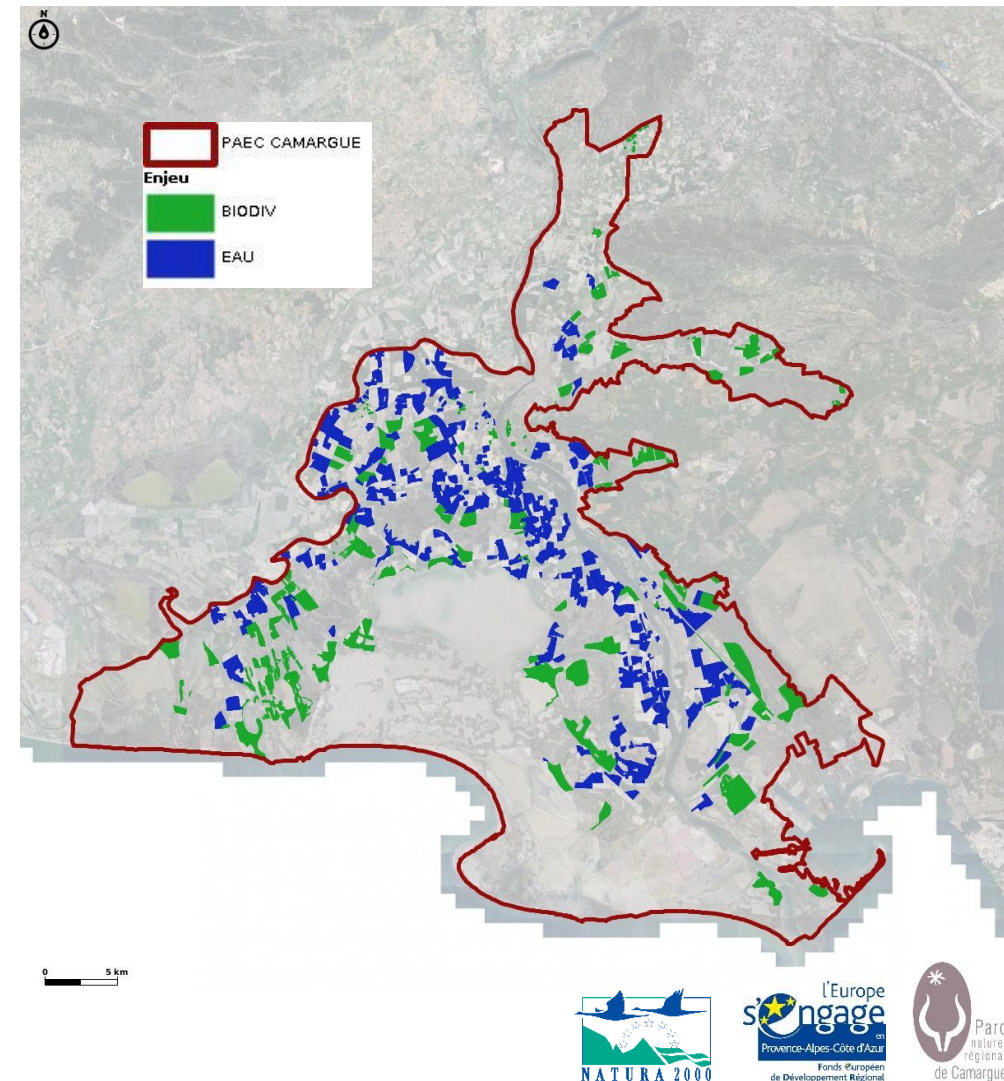 N
PAEC CAMARGUE
Enjeu
BIODIV
EAU
0 5 km
NATURA 2000
l'Europe
s'engage
en
Provence-Alpes-Côte d'Azur
Fonds Européen
de Développement Régional
Parc
naturel
régional
de Camargue